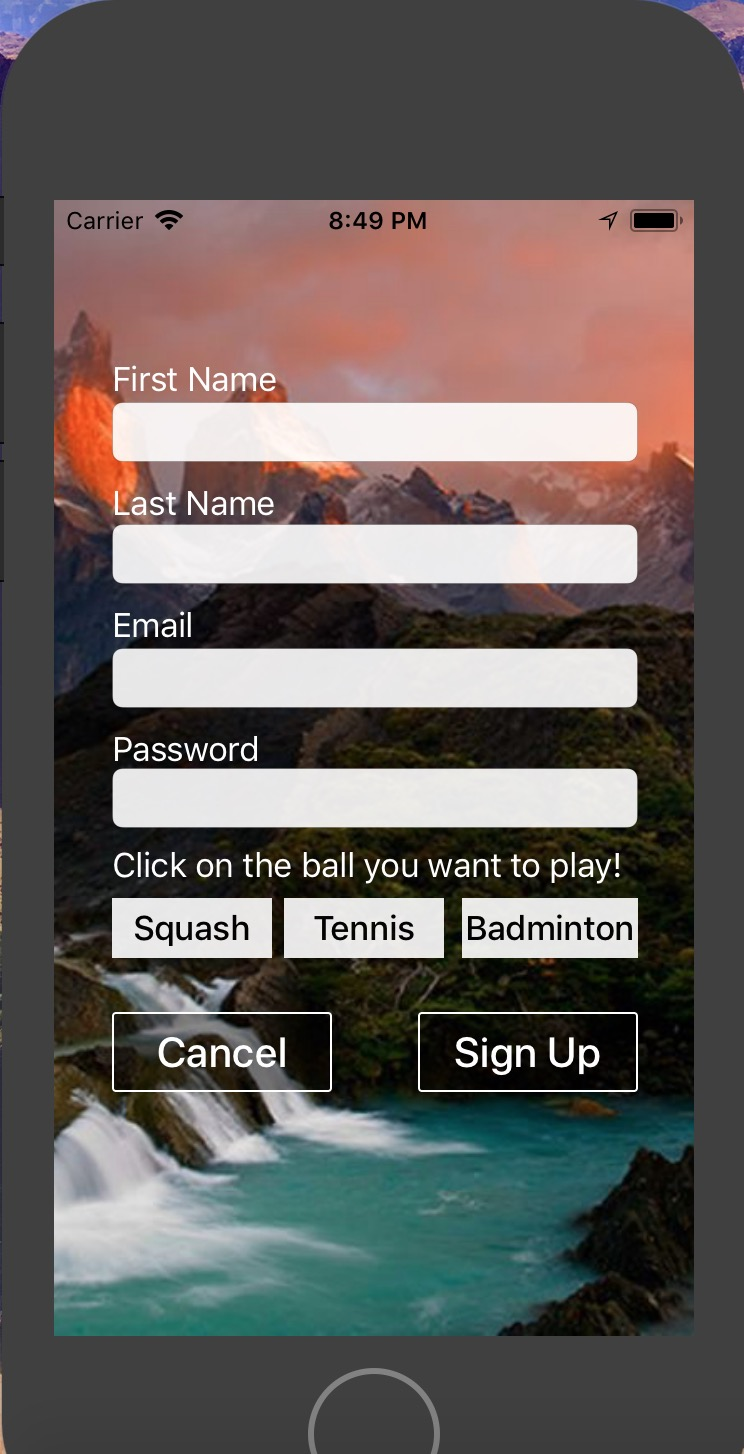 Carrier 8:49 PM
First Name
Last Name
Email
Password
Click on the ball you want to play!
Squash Tennis Badminton
Cancel Sign Up